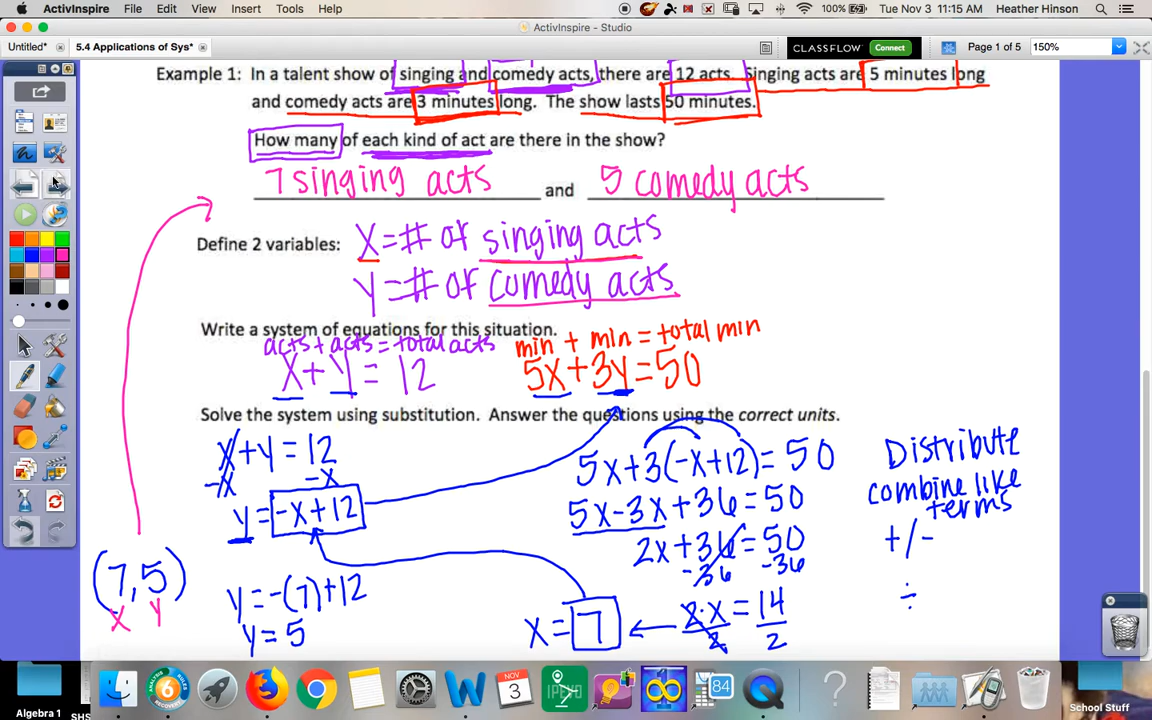 ActivInspire File Edit View Insert Tools Help 100% Tue Nov 3 11:15 AM Heather Hinson
ActivInspire - Studio
Untitled* 5.4 Applications of Sys* CLASSFLOW Connect Page 1 of 5 150%
Example 1: In a talent show of singing and comedy acts, there are 12 acts. Singing acts are 5 minutes long
and comedy acts are 3 minutes long. The show lasts 50 minutes.
How many of each kind of act are there in the show?
7 singing acts and 5 comedy acts
Define 2 variables: X = # of singing acts
y = # of comedy acts
Write a system of equations for this situation.
acts + acts = total acts min + min = total min
X + y = 12 5x + 3y = 50
Solve the system using substitution. Answer the questions using the correct units.
x + y = 12
-x -x
y = -x + 12
y = -(7) + 12
y = 5
(7, 5)
x y
5x + 3(-x + 12) = 50
5x - 3x + 36 = 50
2x + 36 = 50
-36 -36
2·x = 14
2 2
x = 7
Distribute
combine like
terms
+/-
÷
6
NOV
3
IPEVO
84
?
Algebra 1
SHS
School Stuff